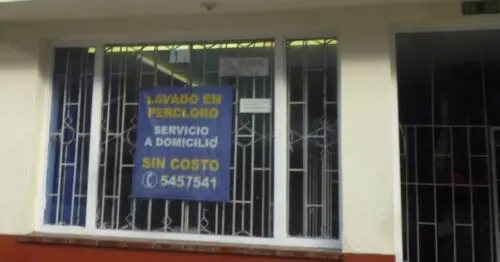 LAVADO EN
PERCLORO
SERVICIO
A DOMICILIO
SIN COSTO
5457541